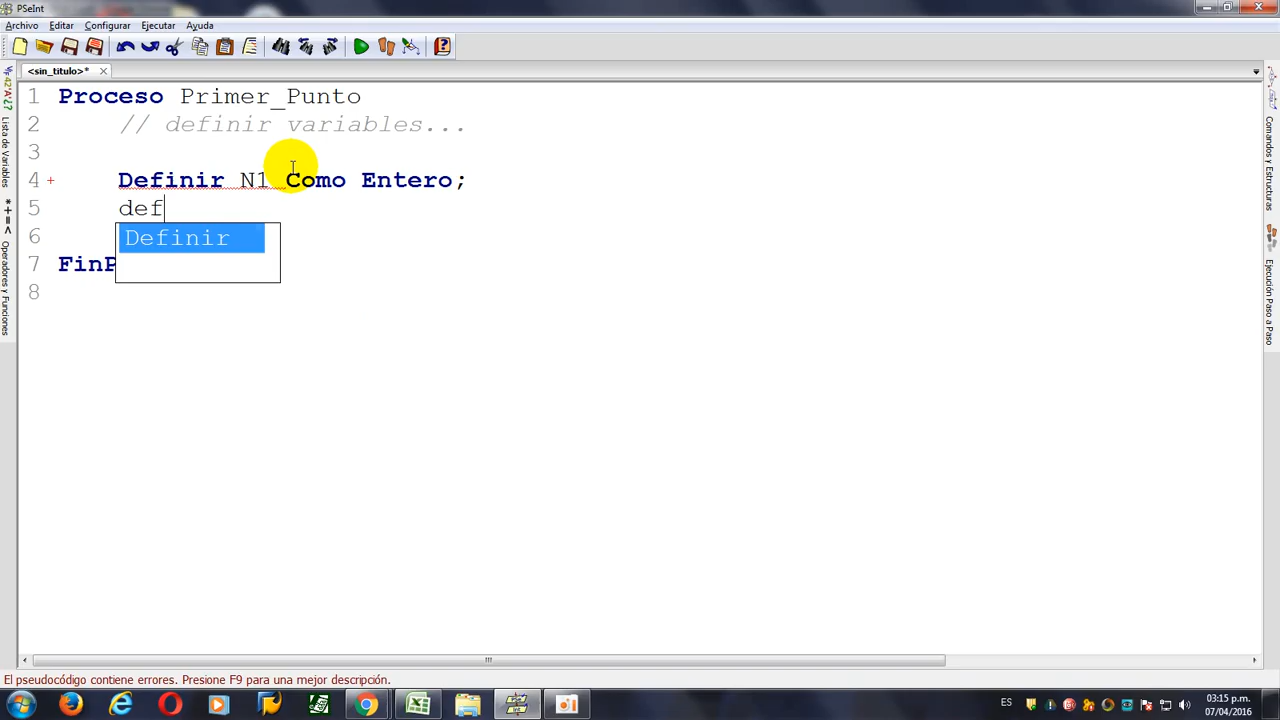 PSeInt
Archivo Editar Configurar Ejecutar Ayuda
<sin_titulo>*
1 Proceso Primer_Punto
2 // definir variables...
3
4 + Definir N1 Como Entero;
5 def
Definir
6
7 FinP
8
Lista de Variables
Operadores y Funciones
Comandos y Estructuras
Ejecución Paso a Paso
El pseudocódigo contiene errores. Presione F9 para una mejor descripción.
ES
03:15 p.m.
07/04/2016